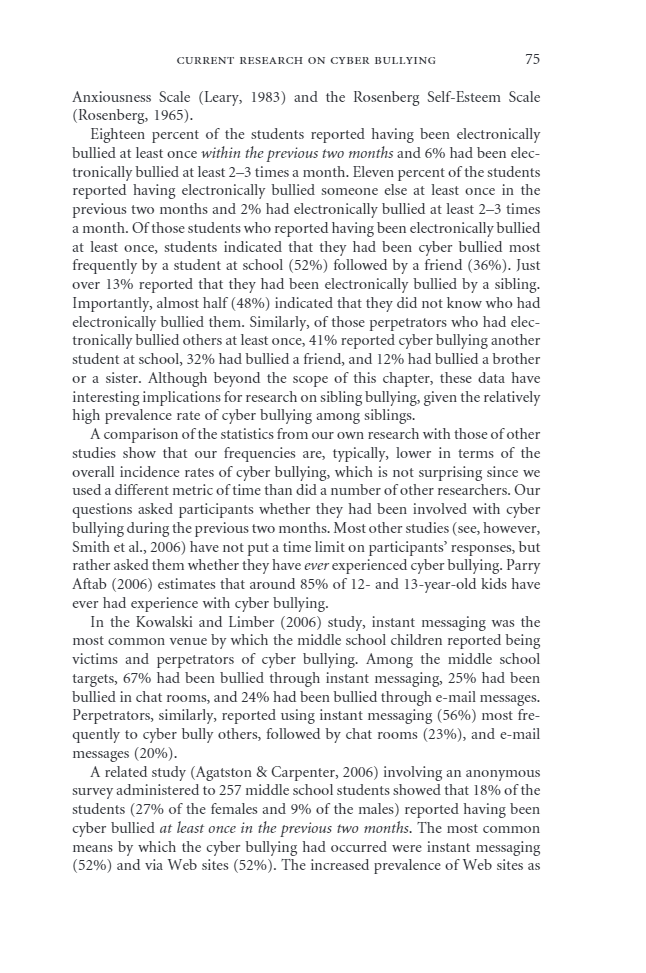 CURRENT RESEARCH ON CYBER BULLYING 75
Anxiousness Scale (Leary, 1983) and the Rosenberg Self-Esteem Scale
(Rosenberg, 1965).
Eighteen percent of the students reported having been electronically
bullied at least once within the previous two months and 6% had been elec-
tronically bullied at least 2–3 times a month. Eleven percent of the students
reported having electronically bullied someone else at least once in the
previous two months and 2% had electronically bullied at least 2–3 times
a month. Of those students who reported having been electronically bullied
at least once, students indicated that they had been cyber bullied most
frequently by a student at school (52%) followed by a friend (36%). Just
over 13% reported that they had been electronically bullied by a sibling.
Importantly, almost half (48%) indicated that they did not know who had
electronically bullied them. Similarly, of those perpetrators who had elec-
tronically bullied others at least once, 41% reported cyber bullying another
student at school, 32% had bullied a friend, and 12% had bullied a brother
or a sister. Although beyond the scope of this chapter, these data have
interesting implications for research on sibling bullying, given the relatively
high prevalence rate of cyber bullying among siblings.
A comparison of the statistics from our own research with those of other
studies show that our frequencies are, typically, lower in terms of the
overall incidence rates of cyber bullying, which is not surprising since we
used a different metric of time than did a number of other researchers. Our
questions asked participants whether they had been involved with cyber
bullying during the previous two months. Most other studies (see, however,
Smith et al., 2006) have not put a time limit on participants’ responses, but
rather asked them whether they have ever experienced cyber bullying. Parry
Aftab (2006) estimates that around 85% of 12- and 13-year-old kids have
ever had experience with cyber bullying.
In the Kowalski and Limber (2006) study, instant messaging was the
most common venue by which the middle school children reported being
victims and perpetrators of cyber bullying. Among the middle school
targets, 67% had been bullied through instant messaging, 25% had been
bullied in chat rooms, and 24% had been bullied through e-mail messages.
Perpetrators, similarly, reported using instant messaging (56%) most fre-
quently to cyber bully others, followed by chat rooms (23%), and e-mail
messages (20%).
A related study (Agatston & Carpenter, 2006) involving an anonymous
survey administered to 257 middle school students showed that 18% of the
students (27% of the females and 9% of the males) reported having been
cyber bullied at least once in the previous two months. The most common
means by which the cyber bullying had occurred were instant messaging
(52%) and via Web sites (52%). The increased prevalence of Web sites as